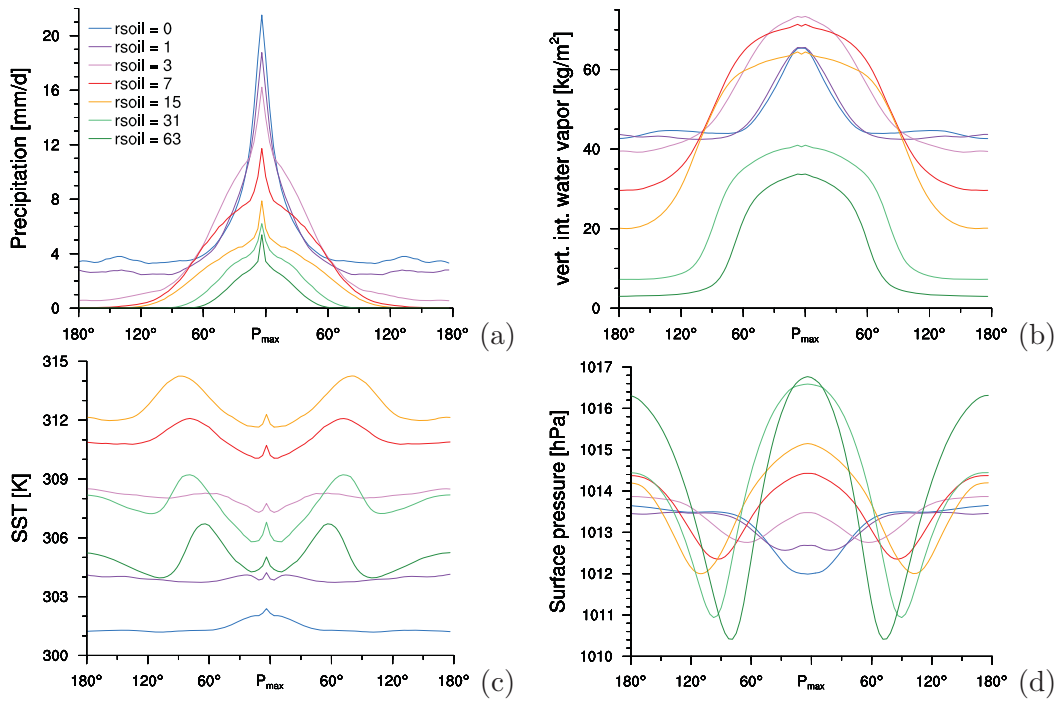 Precipitation [mm/d]
20
16
12
8
4
0
rsoil = 0
rsoil = 1
rsoil = 3
rsoil = 7
rsoil = 15
rsoil = 31
rsoil = 63
180° 120° 60° Pmax 60° 120° 180°
(a)
vert. int. water vapor [kg/m²]
60
40
20
0
180° 120° 60° Pmax 60° 120° 180°
(b)
SST [K]
315
312
309
306
303
300
180° 120° 60° Pmax 60° 120° 180°
(c)
Surface pressure [hPa]
1017
1016
1015
1014
1013
1012
1011
1010
180° 120° 60° Pmax 60° 120° 180°
(d)